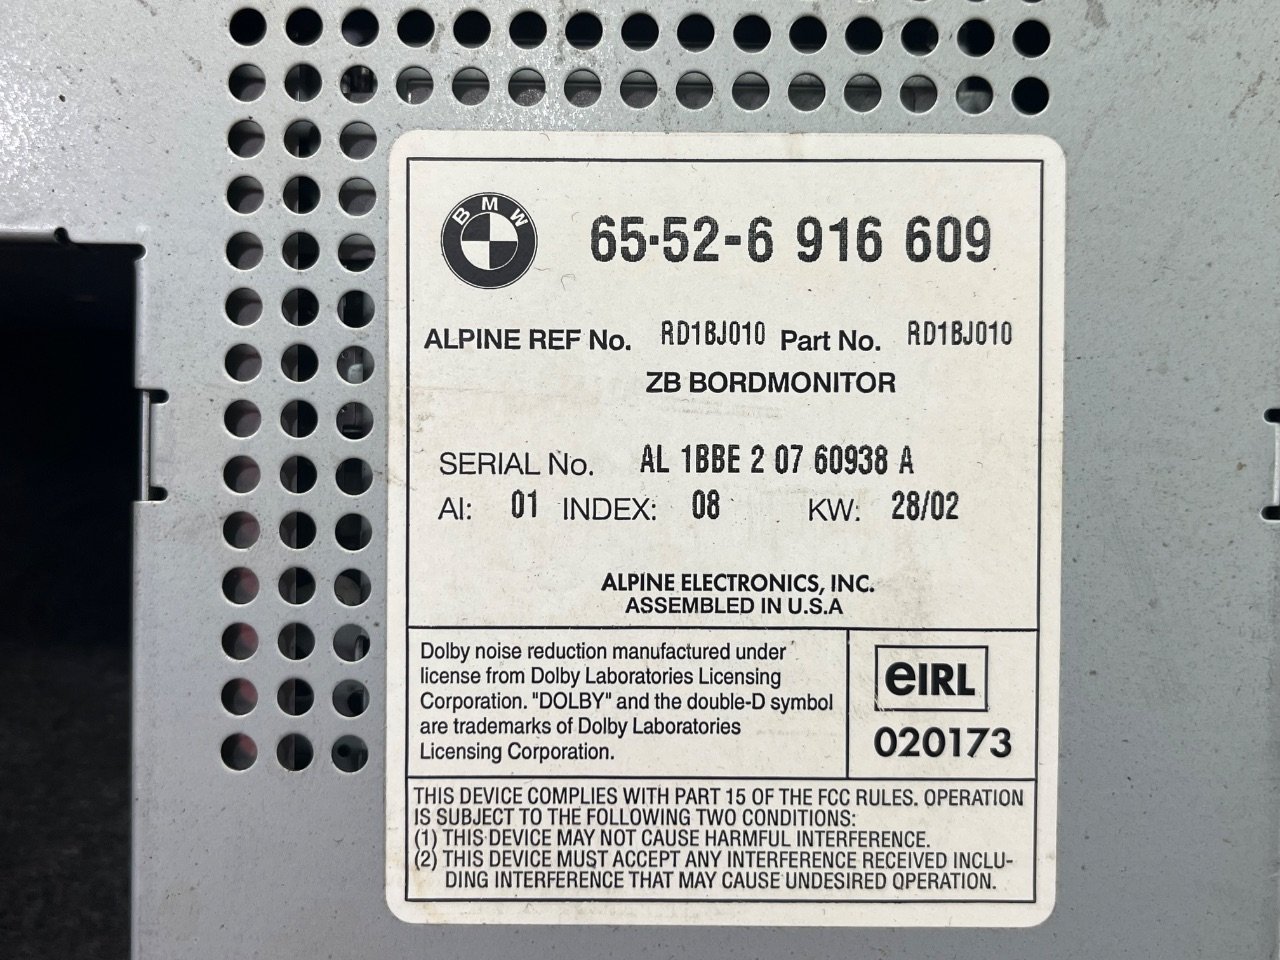 BMW
65-52-6 916 609
ALPINE REF No. RD1BJ010 Part No. RD1BJ010
ZB BORDMONITOR
SERIAL No. AL 1BBE 2 07 60938 A
AI: 01 INDEX: 08 KW: 28/02
ALPINE ELECTRONICS, INC.
ASSEMBLED IN U.S.A
Dolby noise reduction manufactured under
license from Dolby Laboratories Licensing
Corporation. "DOLBY" and the double-D symbol
are trademarks of Dolby Laboratories
Licensing Corporation.
eIRL
020173
THIS DEVICE COMPLIES WITH PART 15 OF THE FCC RULES. OPERATION
IS SUBJECT TO THE FOLLOWING TWO CONDITIONS:
(1) THIS DEVICE MAY NOT CAUSE HARMFUL INTERFERENCE.
(2) THIS DEVICE MUST ACCEPT ANY INTERFERENCE RECEIVED INCLU-
DING INTERFERENCE THAT MAY CAUSE UNDESIRED OPERATION.